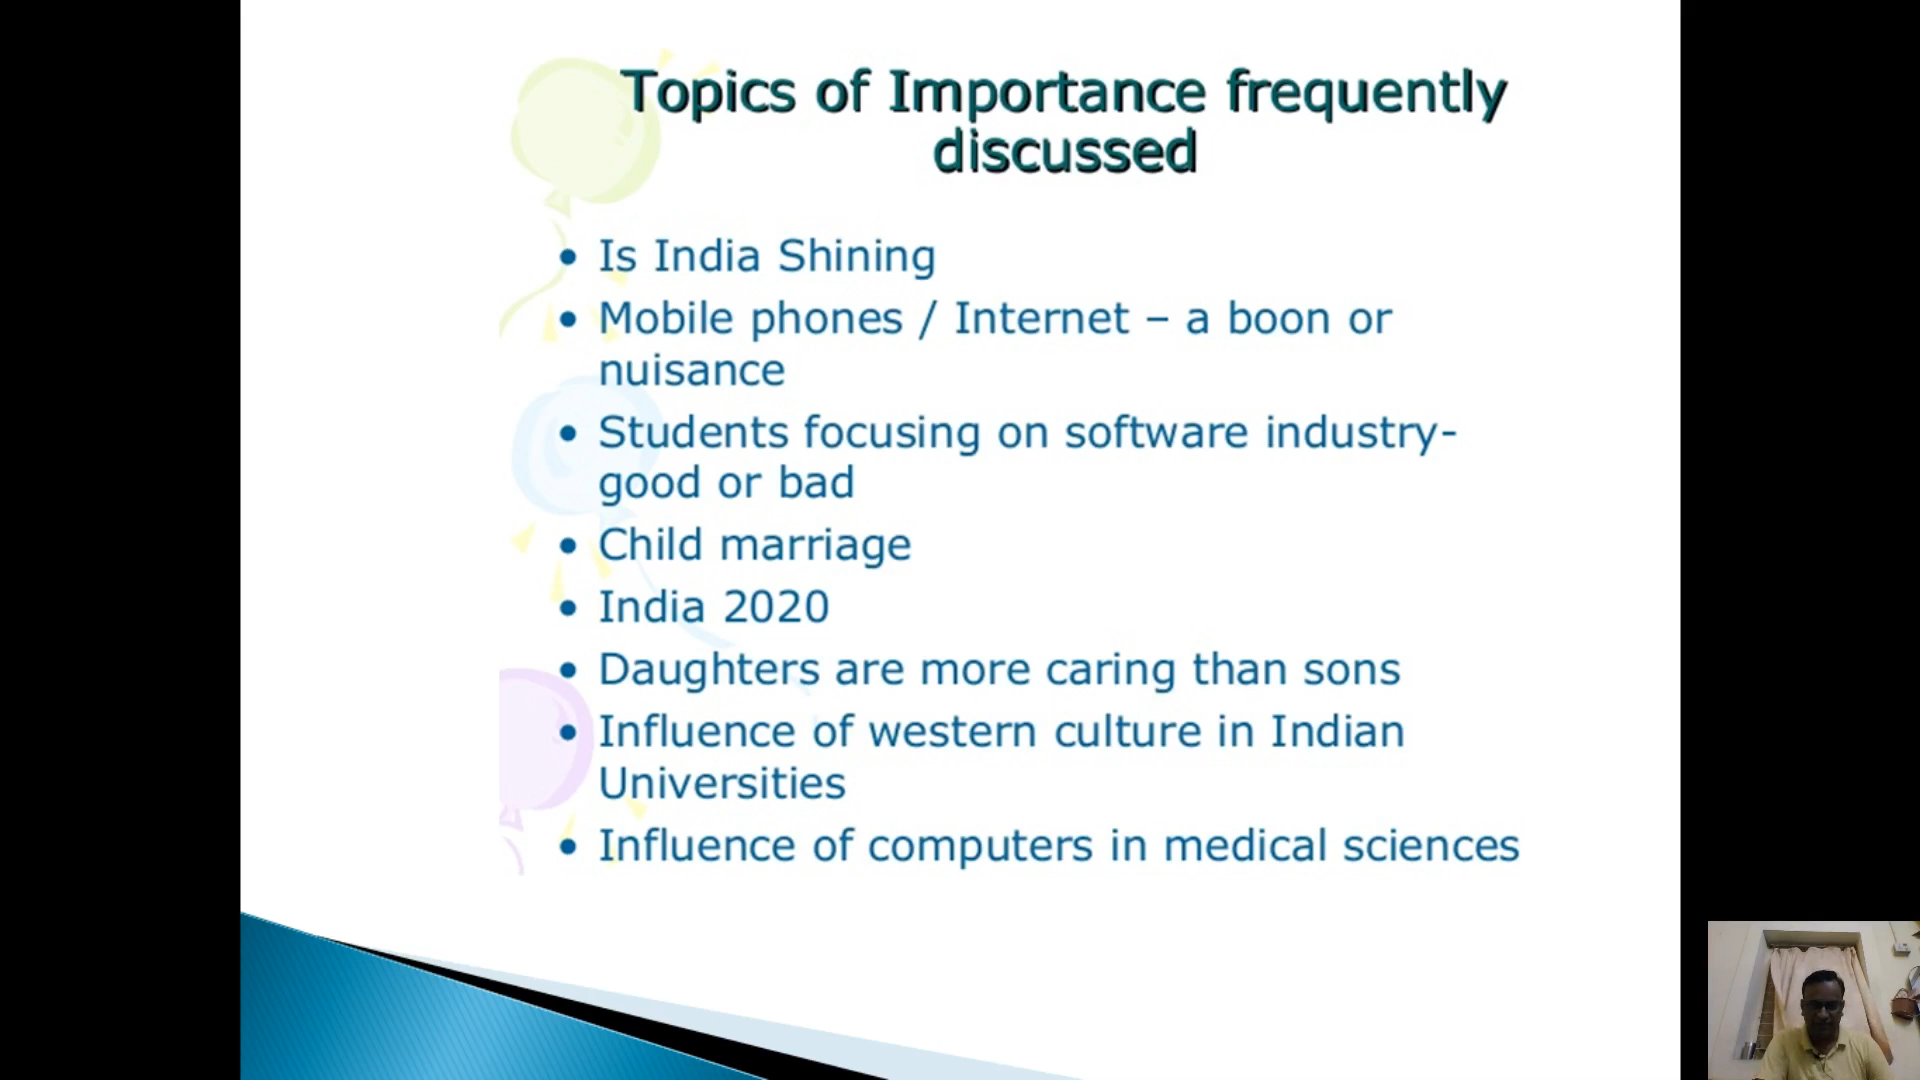 Topics of Importance frequently
discussed
• Is India Shining
• Mobile phones / Internet – a boon or
nuisance
• Students focusing on software industry-
good or bad
• Child marriage
• India 2020
• Daughters are more caring than sons
• Influence of western culture in Indian
Universities
• Influence of computers in medical sciences